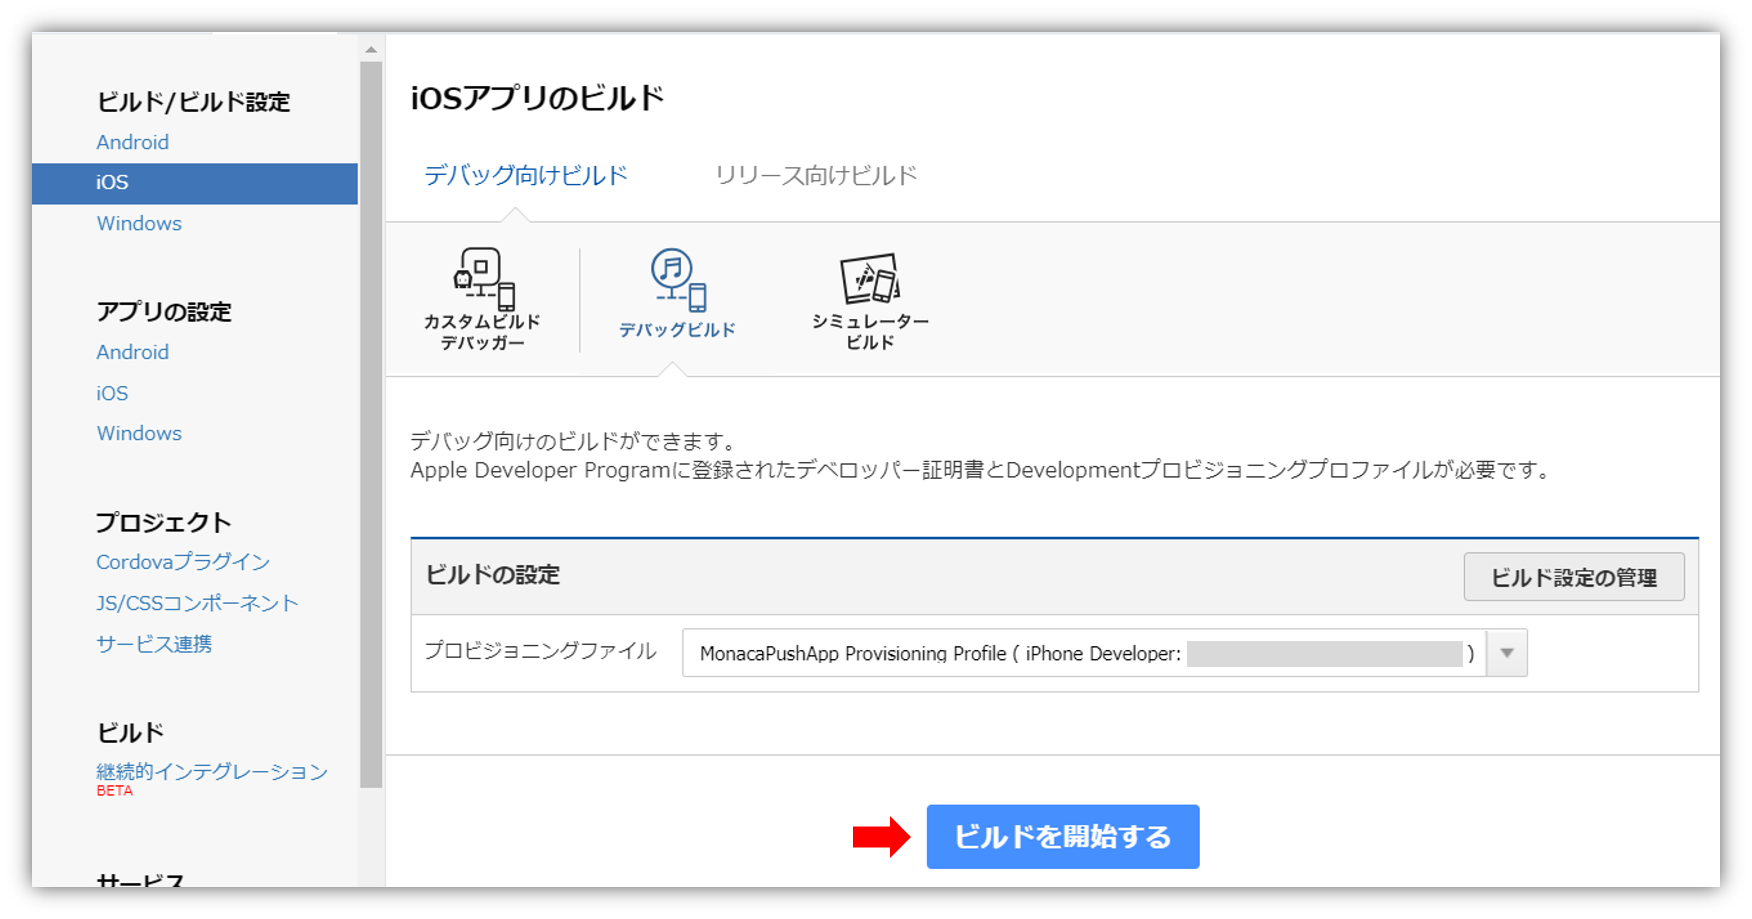 ビルド/ビルド設定
Android
iOS
Windows
アプリの設定
Android
iOS
Windows
プロジェクト
Cordovaプラグイン
JS/CSSコンポーネント
サービス連携
ビルド
継続的インテグレーション
BETA
サービス
iOSアプリのビルド
デバッグ向けビルド
リリース向けビルド
カスタムビルド
デバッガー
デバッグビルド
シミュレーター
ビルド
デバッグ向けのビルドができます。
Apple Developer Programに登録されたデベロッパー証明書とDevelopmentプロビジョニングプロファイルが必要です。
ビルドの設定
ビルド設定の管理
プロビジョニングファイル
MonacaPushApp Provisioning Profile ( iPhone Developer: )
ビルドを開始する